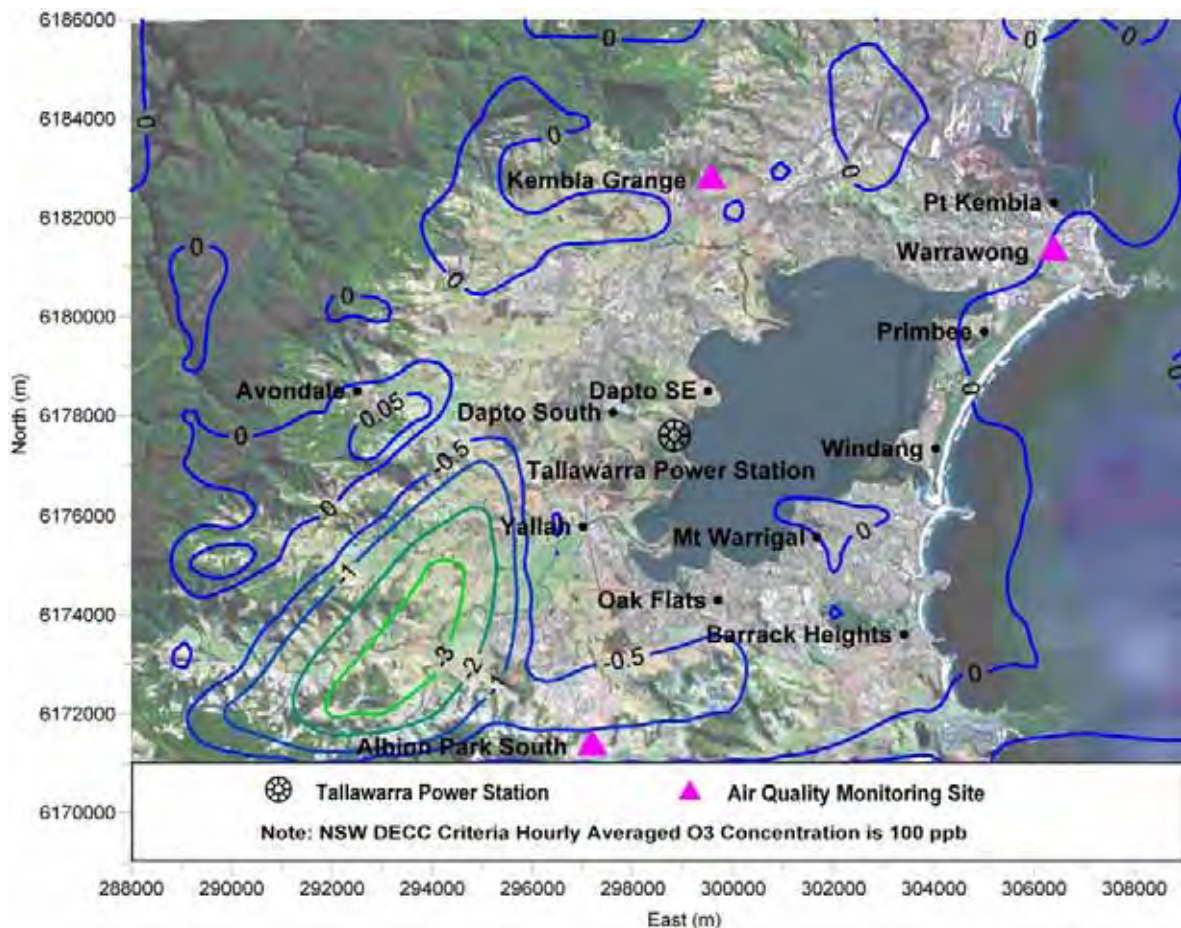 6186000
6184000
6182000
6180000
6178000
6176000
6174000
6172000
6170000
North (m)
0
0
0
0
0
0
Kembla Grange
0
Pt Kembla
Warrawong
0
0
0
Primbee
0
Avondale
0.05
Dapto SE
0
0
Dapto South
-0.5
Windang
Tallawarra Power Station
0
Yallah
Mt Warrigal
0
-1
Oak Flats
Barrack Heights
-3
-2
-0.5
-1
0
Albion Park South
Tallawarra Power Station
Air Quality Monitoring Site
Note: NSW DECC Criteria Hourly Averaged O3 Concentration is 100 ppb
288000 290000 292000 294000 296000 298000 300000 302000 304000 306000 308000
East (m)